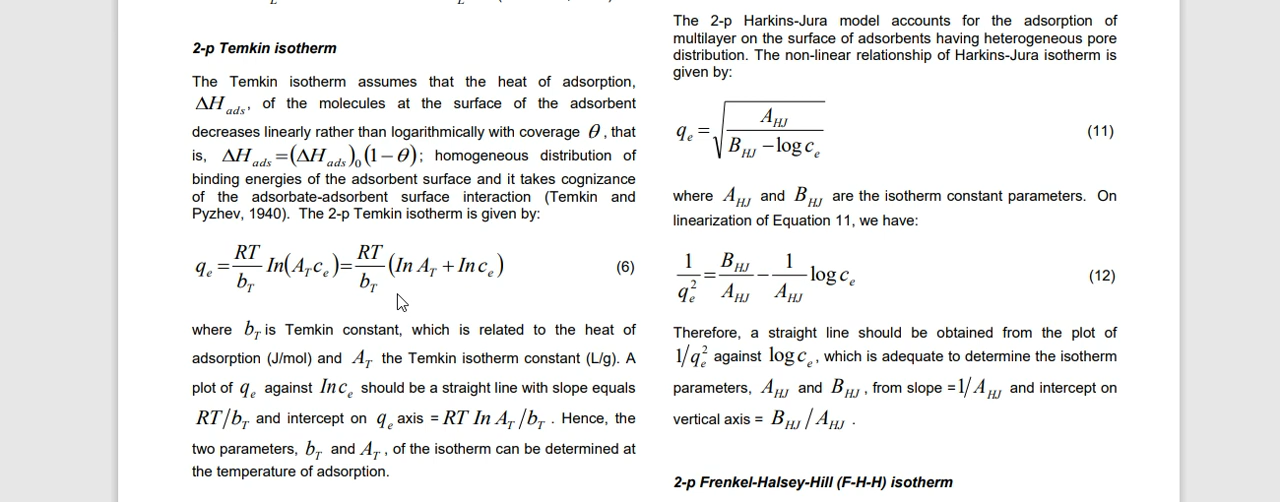 2-p Temkin isotherm
The Temkin isotherm assumes that the heat of adsorption,
ΔH_ads, of the molecules at the surface of the adsorbent
decreases linearly rather than logarithmically with coverage θ, that
is, ΔH_ads = (ΔH_ads)_0 (1 − θ); homogeneous distribution of
binding energies of the adsorbent surface and it takes cognizance
of the adsorbate-adsorbent surface interaction (Temkin and
Pyzhev, 1940). The 2-p Temkin isotherm is given by:
q_e = RT/b_T In(A_T c_e) = RT/b_T (In A_T + In c_e) (6)
where b_T is Temkin constant, which is related to the heat of
adsorption (J/mol) and A_T the Temkin isotherm constant (L/g). A
plot of q_e against In c_e should be a straight line with slope equals
RT/b_T and intercept on q_e axis = RT In A_T / b_T . Hence, the
two parameters, b_T and A_T , of the isotherm can be determined at
the temperature of adsorption.
The 2-p Harkins-Jura model accounts for the adsorption of
multilayer on the surface of adsorbents having heterogeneous pore
distribution. The non-linear relationship of Harkins-Jura isotherm is
given by:
q_e = √(A_HJ / (B_HJ − log c_e)) (11)
where A_HJ and B_HJ are the isotherm constant parameters. On
linearization of Equation 11, we have:
1/q_e^2 = B_HJ/A_HJ − 1/A_HJ log c_e (12)
Therefore, a straight line should be obtained from the plot of
1/q_e^2 against log c_e , which is adequate to determine the isotherm
parameters, A_HJ and B_HJ , from slope = 1/A_HJ and intercept on
vertical axis = B_HJ / A_HJ .
2-p Frenkel-Halsey-Hill (F-H-H) isotherm